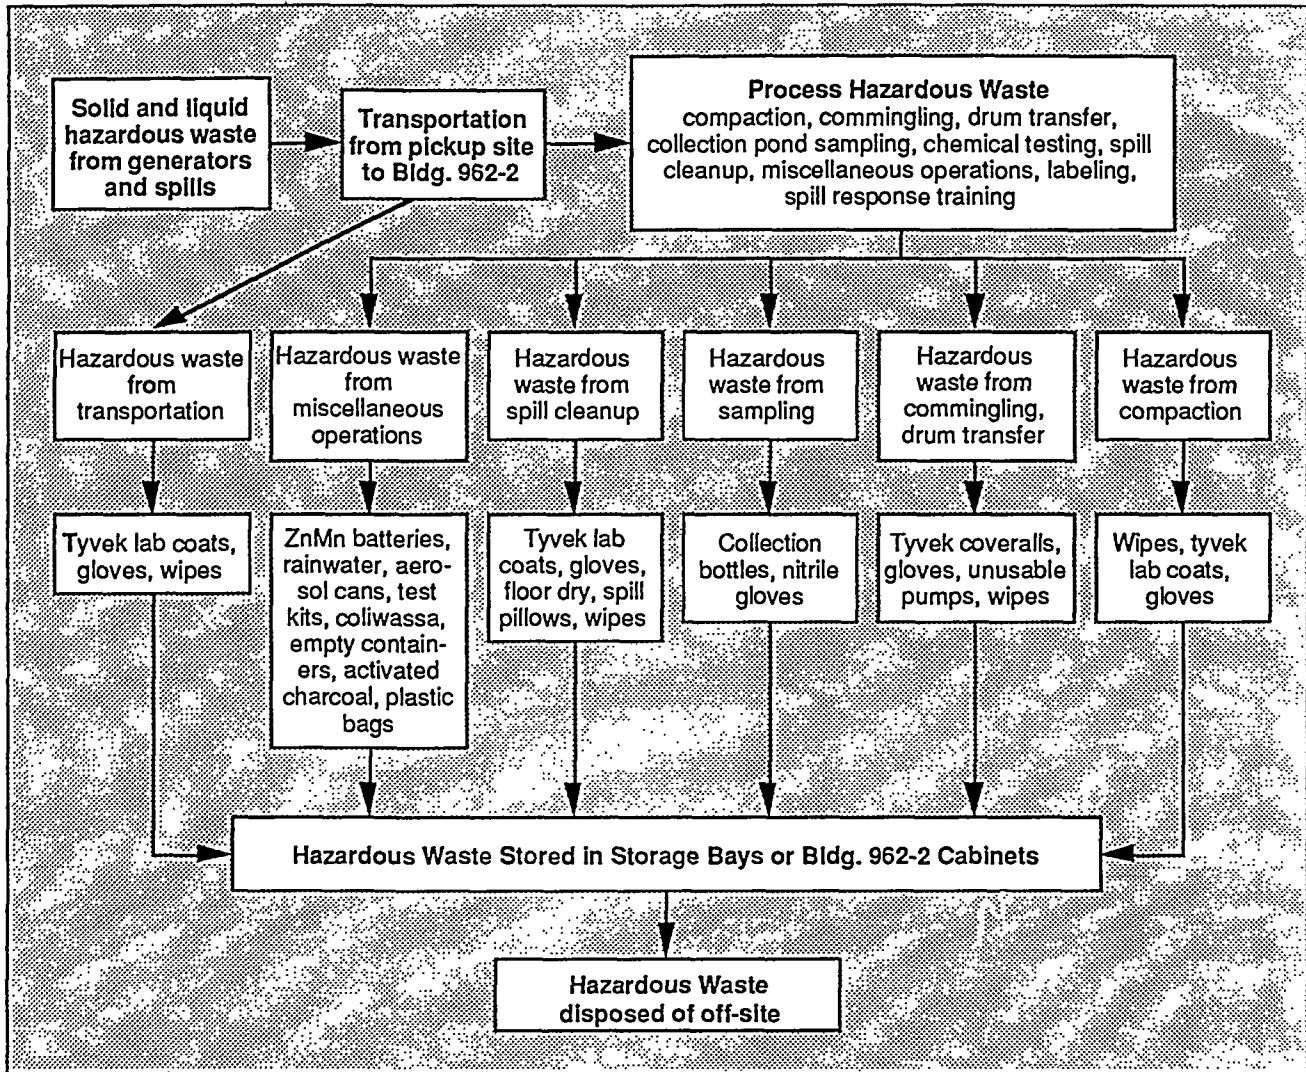 Solid and liquid
hazardous waste
from generators
and spills
Transportation
from pickup site
to Bldg. 962-2
Process Hazardous Waste
compaction, commingling, drum transfer,
collection pond sampling, chemical testing, spill
cleanup, miscellaneous operations, labeling,
spill response training
Hazardous waste
from
transportation
Hazardous waste
from
miscellaneous
operations
Hazardous
waste from
spill cleanup
Hazardous
waste from
sampling
Hazardous
waste from
commingling,
drum transfer
Hazardous
waste from
compaction
Tyvek lab coats,
gloves, wipes
ZnMn batteries,
rainwater, aero-
sol cans, test
kits, coliwassa,
empty contain-
ers, activated
charcoal, plastic
bags
Tyvek lab
coats, gloves,
floor dry, spill
pillows, wipes
Collection
bottles, nitrile
gloves
Tyvek coveralls,
gloves, unusable
pumps, wipes
Wipes, tyvek
lab coats,
gloves
Hazardous Waste Stored in Storage Bays or Bldg. 962-2 Cabinets
Hazardous Waste
disposed of off-site